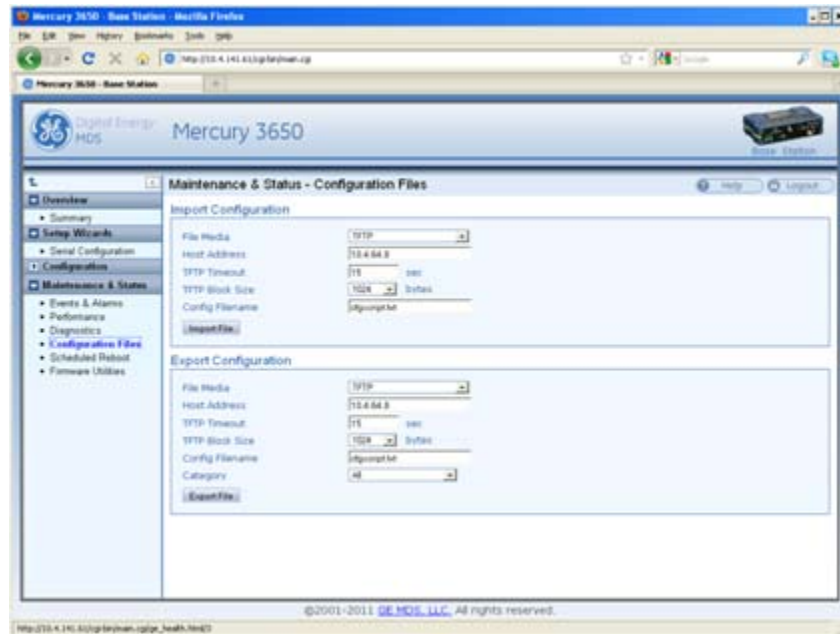 Mercury 3650 - Base Station - Mozilla Firefox
File Edit View History Bookmarks Tools Help
Mercury 3650 - Base Station
Digital Energy
MDS
Mercury 3650
Base Station
Maintenance & Status - Configuration Files
Help
Logout
Overview
Summary
Setup Wizards
Serial Configuration
Configuration
Maintenance & Status
Events & Alarms
Performance
Diagnostics
Configuration Files
Scheduled Reboot
Firmware Utilities
Import Configuration
File Media TFTP
Host Address 10.4.64.8
TFTP Timeout 15 sec
TFTP Block Size 1024 bytes
Config Filename cfgscript.txt
Import File
Export Configuration
File Media TFTP
Host Address 10.4.64.8
TFTP Timeout 15 sec
TFTP Block Size 1024 bytes
Config Filename cfgscript.txt
Category All
Export File
©2001-2011 GE MDS, LLC. All rights reserved.